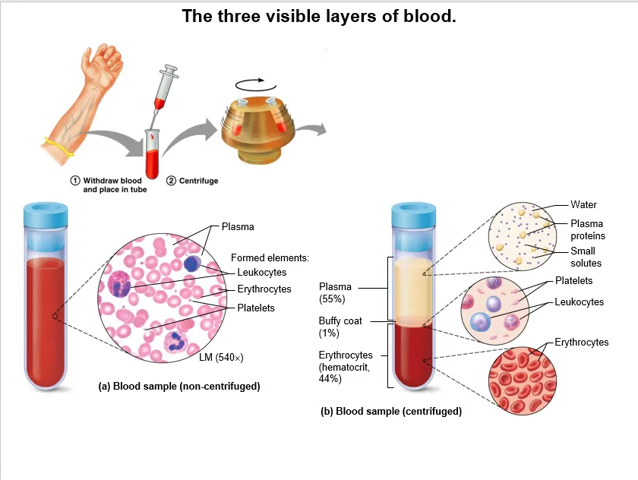 The three visible layers of blood.
① Withdraw blood
and place in tube
② Centrifuge
Plasma
Formed elements:
Leukocytes
Erythrocytes
Platelets
LM (540×)
(a) Blood sample (non-centrifuged)
Plasma
(55%)
Buffy coat
(1%)
Erythrocytes
(hematocrit,
44%)
Water
Plasma
proteins
Small
solutes
Platelets
Leukocytes
Erythrocytes
(b) Blood sample (centrifuged)